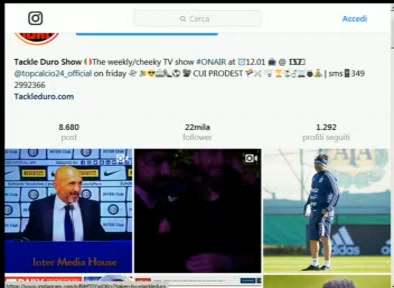 Cerca
Accedi
Tackle Duro Show The weekly/cheeky TV show #ONAIR at 12.01 @
@topcalcio24_official on friday CUI PRODEST | sms 349
2992366
Tackleduro.com
8.680 22mila 1.292
post follower profili seguiti
Inter Media House